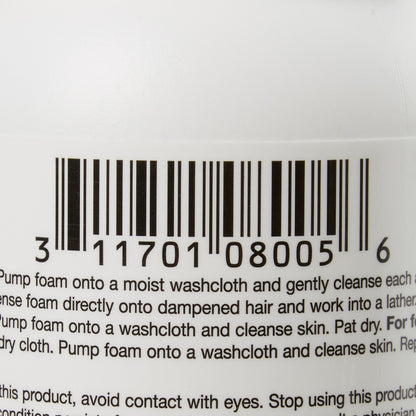 3 11701 08005 6
Pump foam onto a moist washcloth and gently cleanse each a
ense foam directly onto dampened hair and work into a lather
Pump foam onto a washcloth and cleanse skin. Pat dry. For f
dry cloth. Pump foam onto a washcloth and cleanse skin. Rep
this product, avoid contact with eyes. Stop using this product